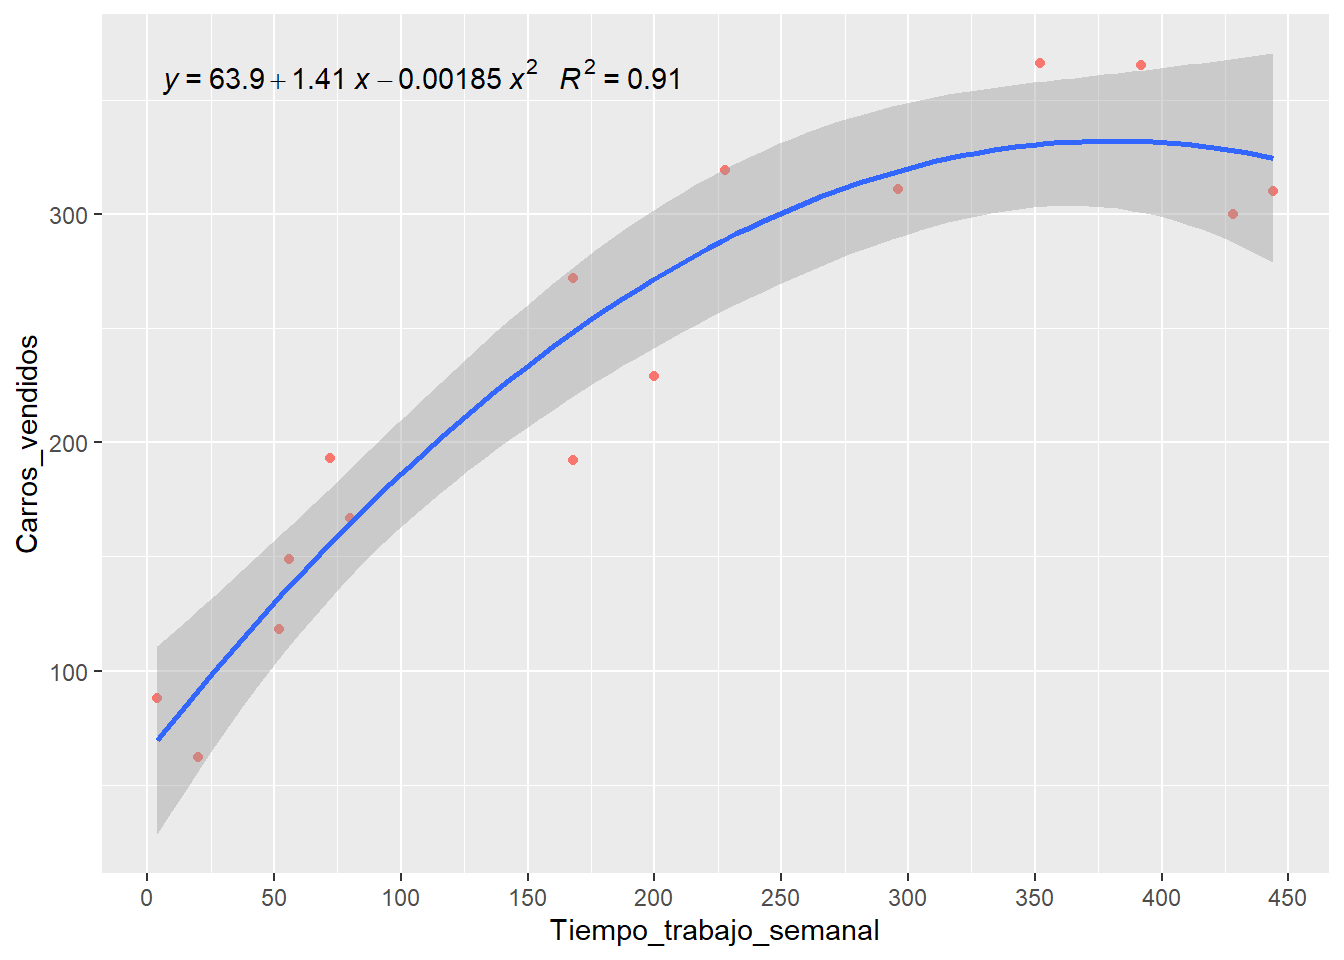 y = 63.9 + 1.41 x − 0.00185 x² R² = 0.91
300
200
100
Carros_vendidos
0 50 100 150 200 250 300 350 400 450
Tiempo_trabajo_semanal